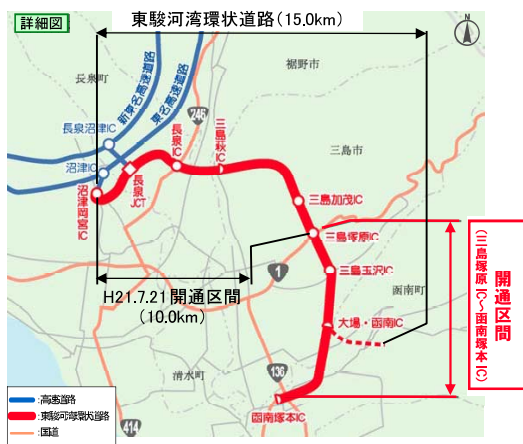 詳細図
東駿河湾環状道路(15.0km)
N
長泉町
裾野市
新東名高速道路
東名高速道路
246
長泉沼津IC
沼津IC
長泉IC
三島萩IC
三島市
長泉JCT
沼津岡宮IC
三島加茂IC
三島塚原IC
1
三島玉沢IC
函南町
H21.7.21開通区間
(10.0km)
大場・函南IC
開通区間
(三島塚原IC~函南塚本IC)
136
清水町
函南塚本IC
414
:高速道路
:東駿河湾環状道路
:国道